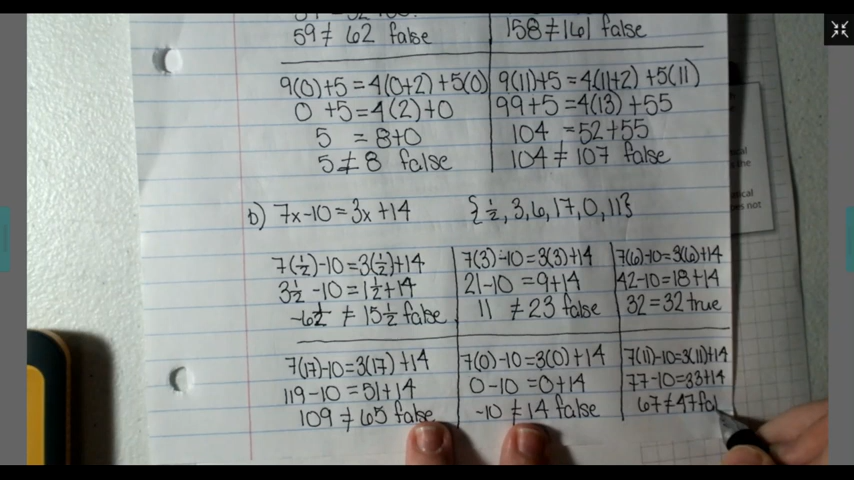 59 ≠ 62 false
158 ≠ 161 false
9(0)+5 = 4(0+2) + 5(0)
0 +5 = 4(2)+0
5 = 8+0
5 ≠ 8 false
9(11)+5 = 4(11+2) +5(11)
99+5 = 4(13) +55
104 = 52+55
104 ≠ 107 false
b) 7x-10 = 3x +14 {½, 3, 6, 17, 0, 11}
7(½)-10 = 3(½)+14
3½ -10 = 1½+14
-6½ ≠ 15½ false
7(3)-10 = 3(3)+14
21-10 = 9+14
11 ≠ 23 false
7(6)-10 = 3(6)+14
42-10 = 18+14
32 = 32 true
7(17)-10 = 3(17) +14
119-10 = 51+14
109 ≠ 65 false
7(0)-10 = 3(0)+14
0-10 = 0+14
-10 ≠ 14 false
7(11)-10 = 3(11)+14
77-10 = 33+14
67 ≠ 47 fal